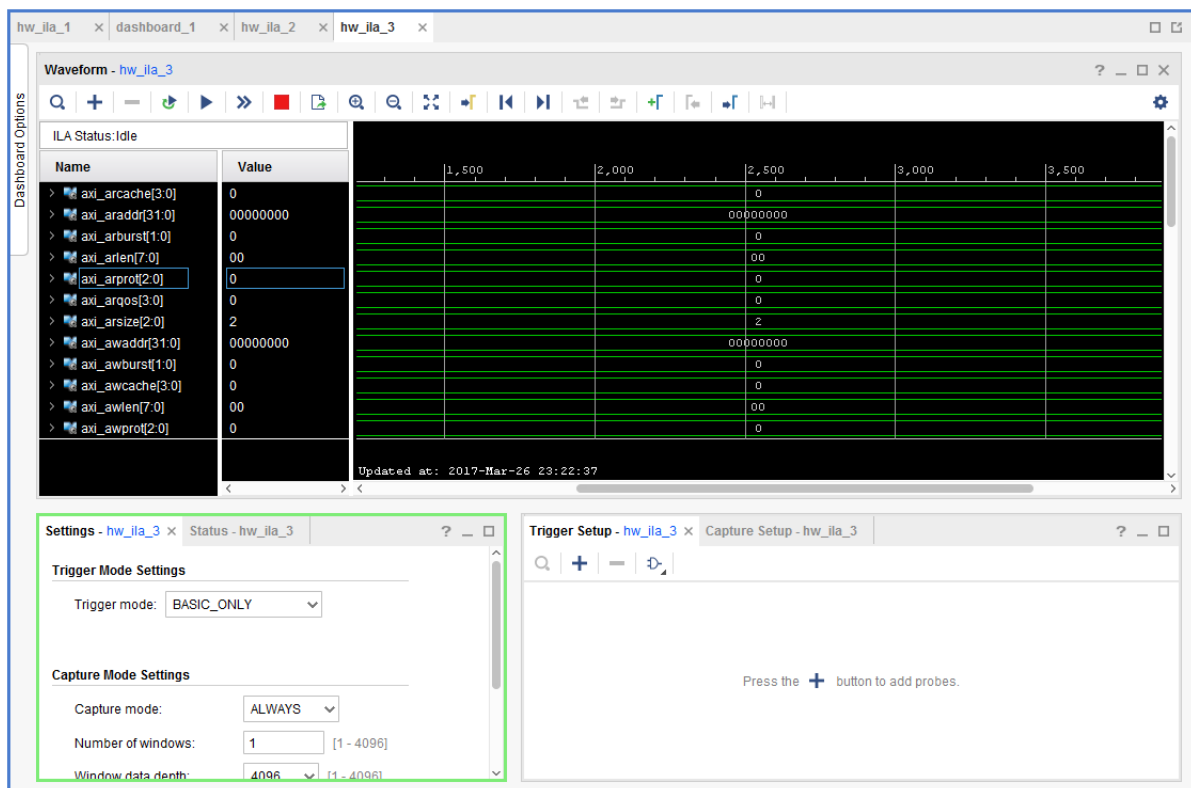 hw_ila_1 × dashboard_1 × hw_ila_2 × hw_ila_3 ×
Dashboard Options
Waveform - hw_ila_3
ILA Status:Idle
Name Value
1,500 2,000 2,500 3,000 3,500
axi_arcache[3:0] 0 0
axi_araddr[31:0] 00000000 00000000
axi_arburst[1:0] 0 0
axi_arlen[7:0] 00 00
axi_arprot[2:0] 0 0
axi_arqos[3:0] 0 0
axi_arsize[2:0] 2 2
axi_awaddr[31:0] 00000000 00000000
axi_awburst[1:0] 0 0
axi_awcache[3:0] 0 0
axi_awlen[7:0] 00 00
axi_awprot[2:0] 0 0
Updated at: 2017-Mar-26 23:22:37
Settings - hw_ila_3 × Status - hw_ila_3
Trigger Mode Settings
Trigger mode: BASIC_ONLY
Capture Mode Settings
Capture mode: ALWAYS
Number of windows: 1 [1 - 4096]
Window data depth: 4096 [1 - 4096]
Trigger Setup - hw_ila_3 × Capture Setup - hw_ila_3
Press the + button to add probes.